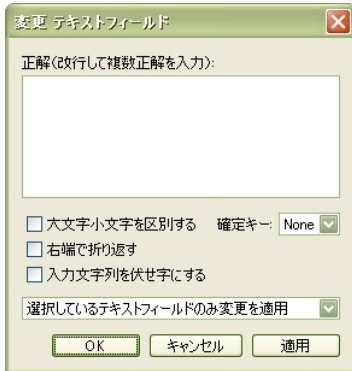 変更 テキストフィールド
正解(改行して複数正解を入力):
大文字小文字を区別する 確定キー: None
右端で折り返す
入力文字列を伏せ字にする
選択しているテキストフィールドのみ変更を適用
OK キャンセル 適用